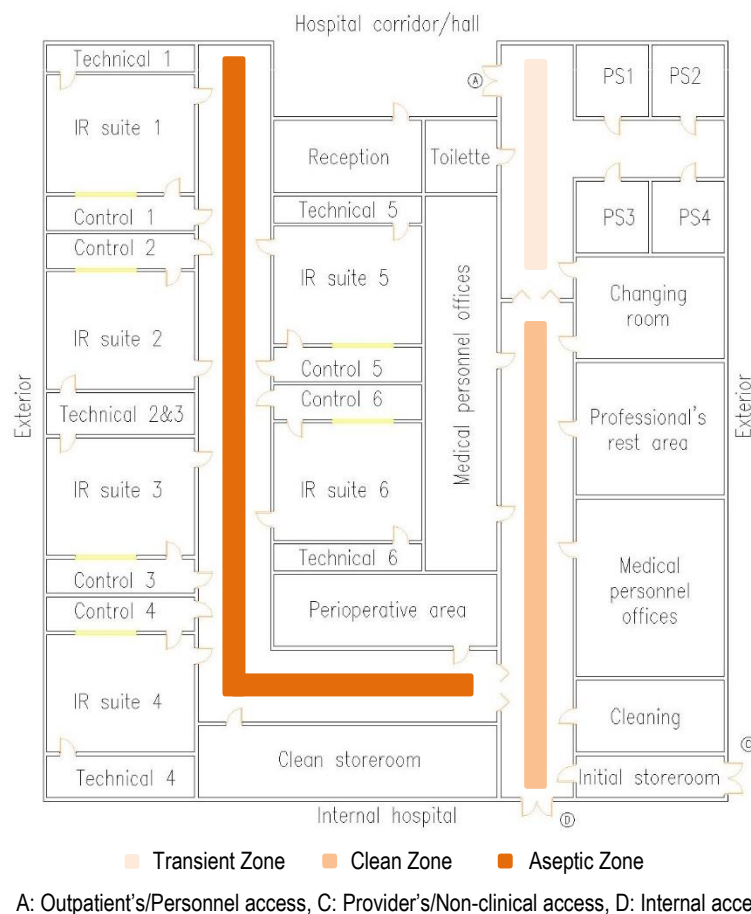 Hospital corridor/hall
Technical 1
IR suite 1
Control 1
Control 2
IR suite 2
Technical 2&3
IR suite 3
Control 3
Control 4
IR suite 4
Technical 4
Exterior
Reception
Toilette
Technical 5
IR suite 5
Control 5
Control 6
IR suite 6
Technical 6
Medical personnel offices
Perioperative area
Clean storeroom
A
PS1
PS2
PS3
PS4
Changing
room
Professional's
rest area
Medical
personnel
offices
Cleaning
Initial storeroom
Exterior
C
Internal hospital
D
Transient Zone
Clean Zone
Aseptic Zone
A: Outpatient's/Personnel access, C: Provider's/Non-clinical access, D: Internal acce